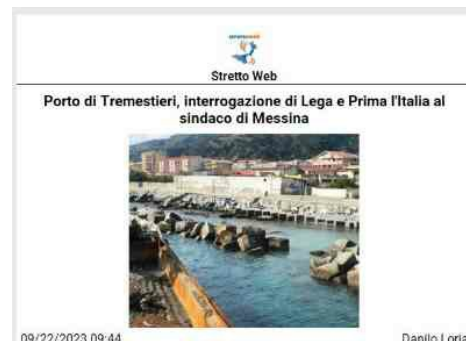 Stretto Web
Porto di Tremestieri, interrogazione di Lega e Prima l'Italia al
sindaco di Messina
09/22/2023 09:44
Danilo Loria